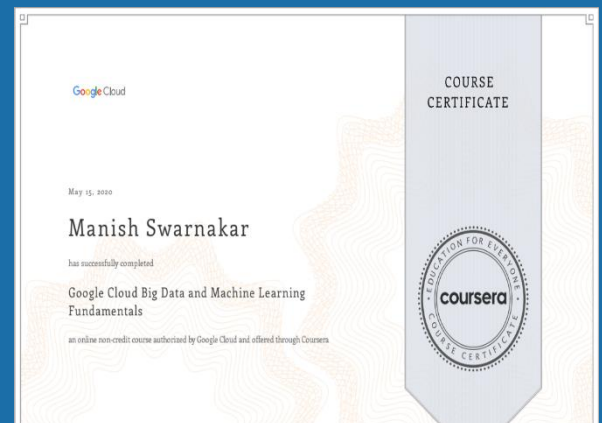 Google Cloud
COURSE
CERTIFICATE
May 15, 2020
Manish Swarnakar
has successfully completed
Google Cloud Big Data and Machine Learning
Fundamentals
an online non-credit course authorized by Google Cloud and offered through Coursera
EDUCATION FOR EVERYONE
coursera
COURSE CERTIFICATE